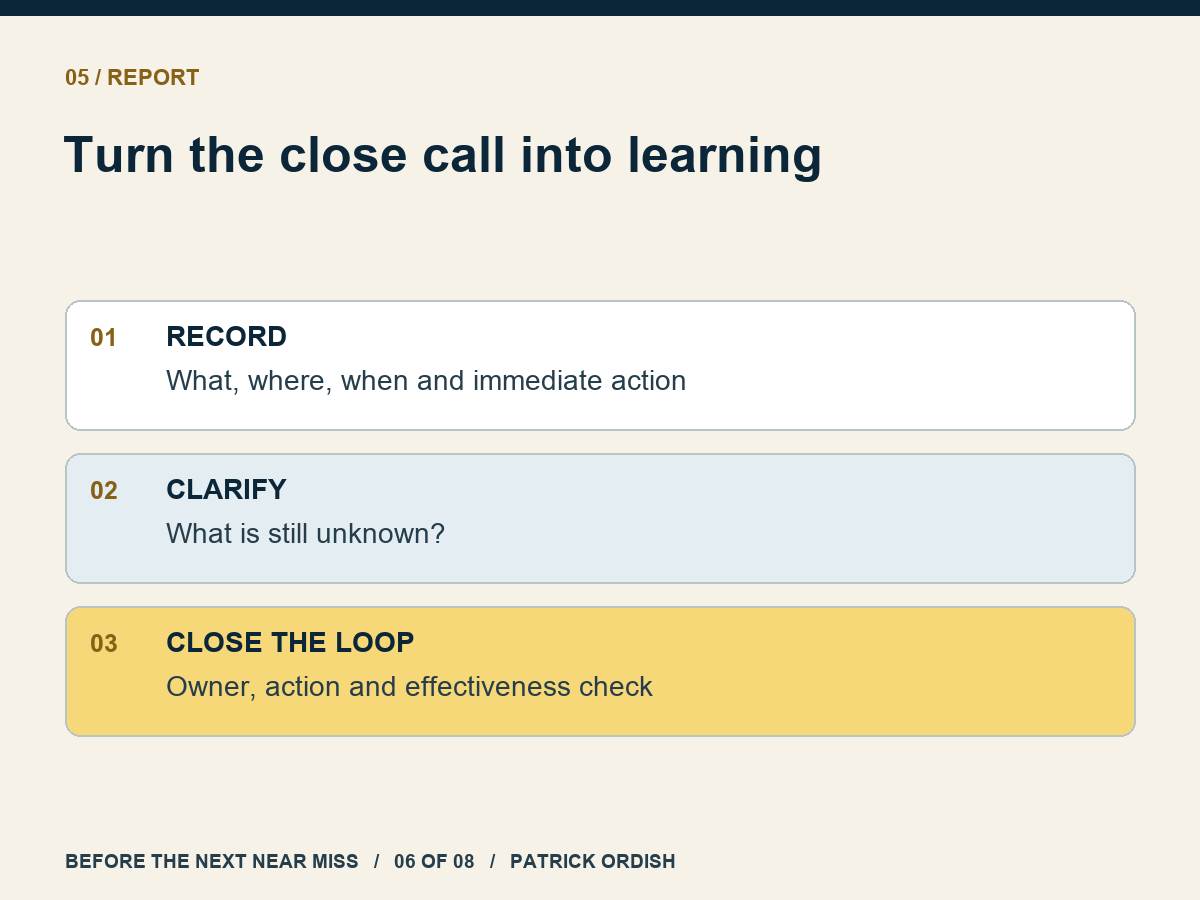 05 / REPORT
Turn the close call into learning
01 RECORD
What, where, when and immediate action
02 CLARIFY
What is still unknown?
03 CLOSE THE LOOP
Owner, action and effectiveness check
BEFORE THE NEXT NEAR MISS / 06 OF 08 / PATRICK ORDISH